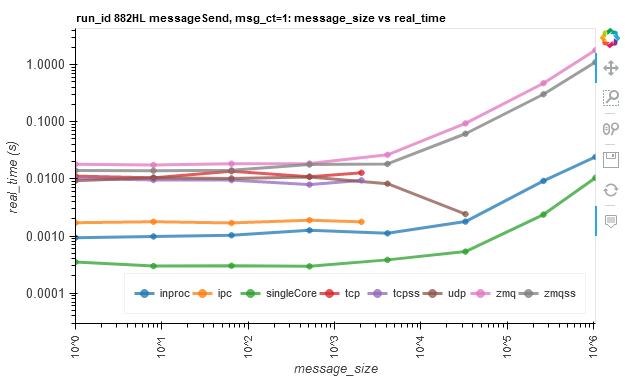 run_id 882HL messageSend, msg_ct=1: message_size vs real_time
real_time (s)
1.0000
0.1000
0.0100
0.0010
0.0001
inproc ipc singleCore tcp tcpss udp zmq zmqss
10^0 10^1 10^2 10^3 10^4 10^5 10^6
message_size